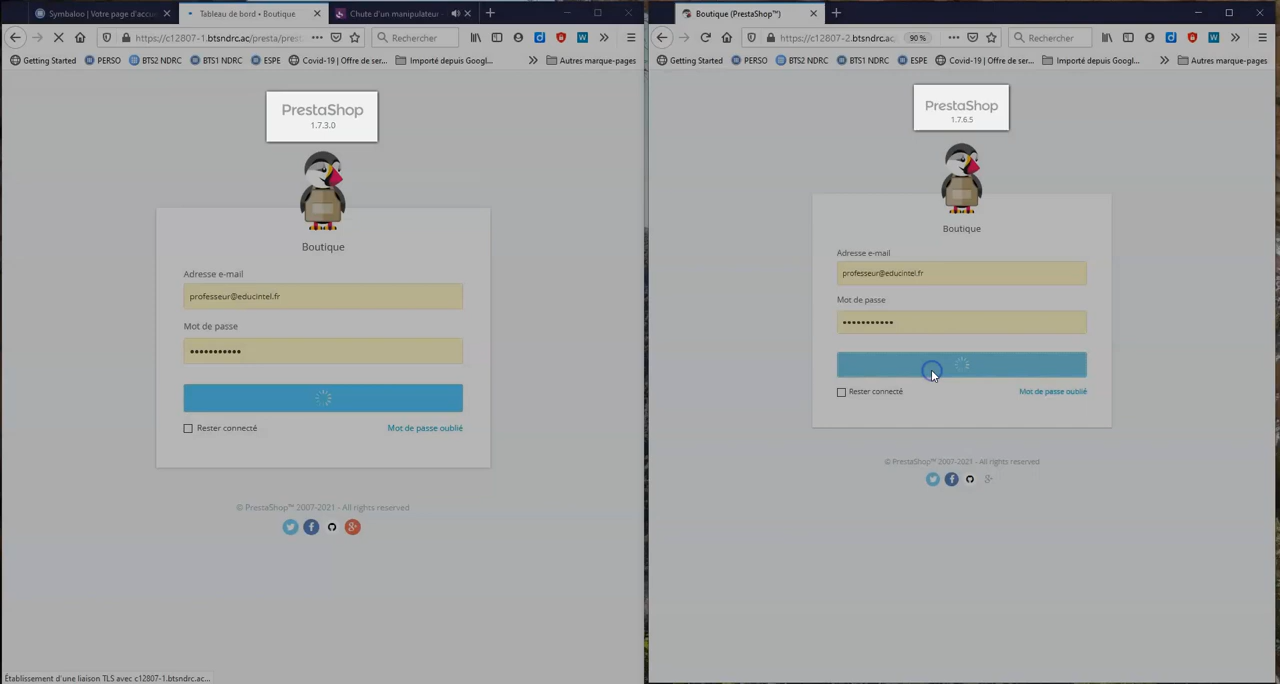 Symbaloo | Votre page d'accu
Tableau de bord • Boutique
Chute d'un manipulateur
https://c12807-1.btsndrc.ac/presta/prest
Rechercher
Getting Started
PERSO
BTS2 NDRC
BTS1 NDRC
ESPE
Covid-19 | Offre de ser...
Importé depuis Googl...
Autres marque-pages
PrestaShop
1.7.3.0
Boutique
Adresse e-mail
professeur@educintel.fr
Mot de passe
•••••••••••
Rester connecté
Mot de passe oublié
© PrestaShop™ 2007-2021 - All rights reserved
Établissement d'une liaison TLS avec c12807-1.btsndrc.ac...
Boutique (PrestaShop™)
https://c12807-2.btsndrc.ac,
90%
Rechercher
Getting Started
PERSO
BTS2 NDRC
BTS1 NDRC
ESPE
Covid-19 | Offre de ser...
Importé depuis Googl...
Autres marque-pages
PrestaShop
1.7.6.5
Boutique
Adresse e-mail
professeur@educintel.fr
Mot de passe
•••••••••••
Rester connecté
Mot de passe oublié
© PrestaShop™ 2007-2021 - All rights reserved